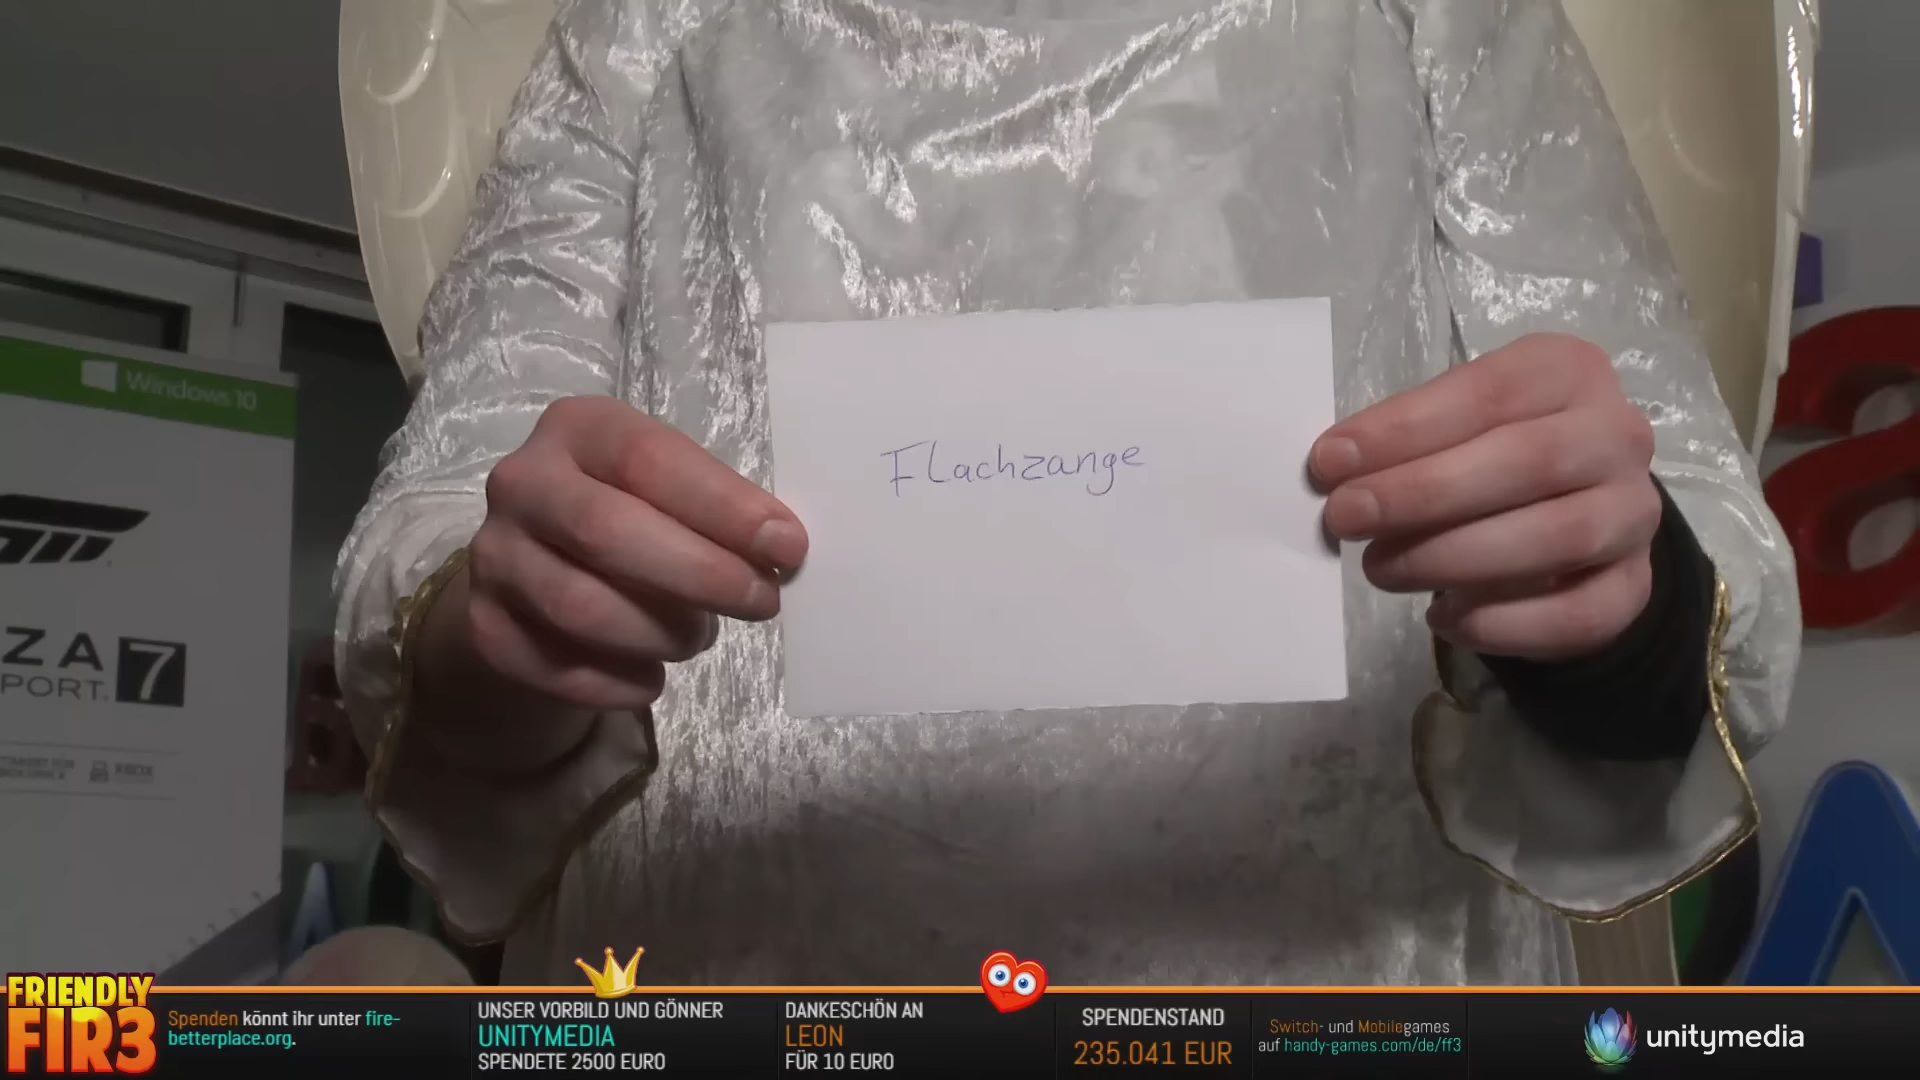 Windows 10
ZA 7
PORT.
XBOX
Flachzange
a
A
FRIENDLY
FIR3
Spenden könnt ihr unter fire-
betterplace.org.
UNSER VORBILD UND GÖNNER
UNITYMEDIA
SPENDETE 2500 EURO
DANKESCHÖN AN
LEON
FÜR 10 EURO
SPENDENSTAND
235.041 EUR
Switch- und Mobilegames
auf handy-games.com/de/ff3
unitymedia